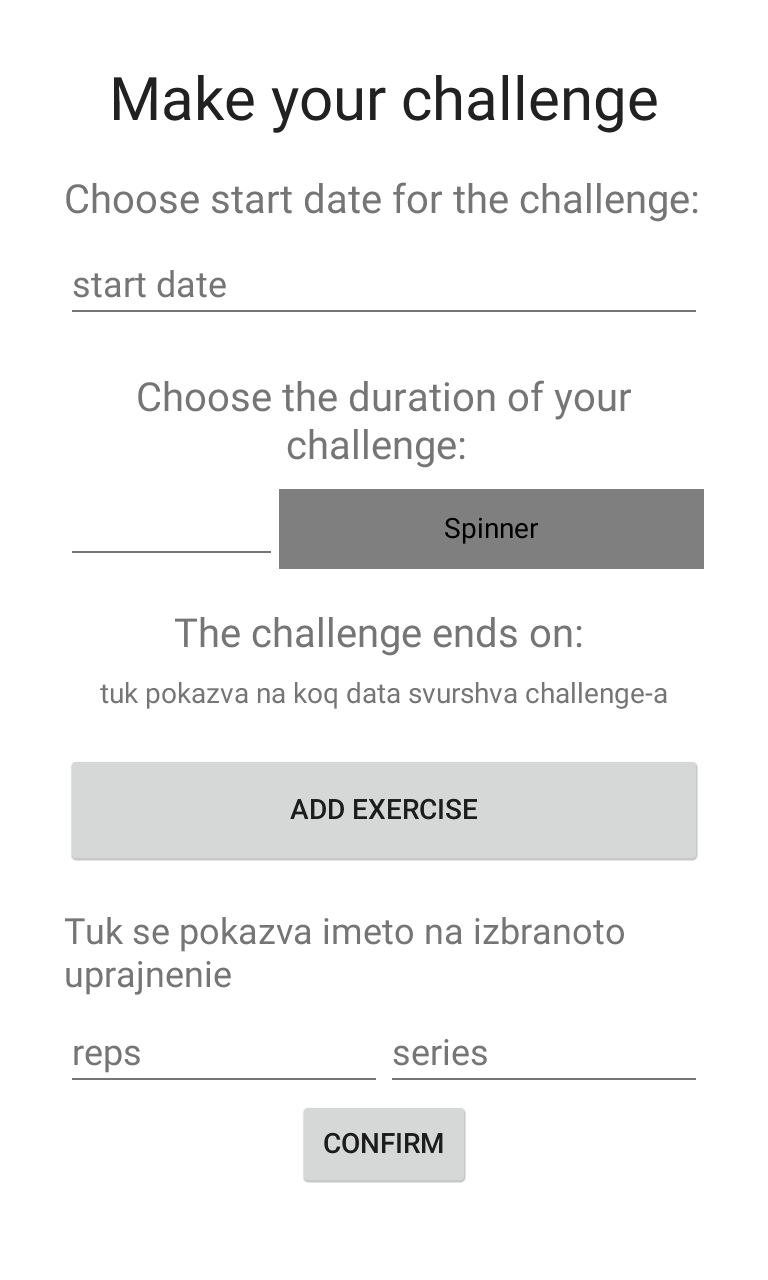 Make your challenge
Choose start date for the challenge:
start date
Choose the duration of your
challenge:
Spinner
The challenge ends on:
tuk pokazva na koq data svurshva challenge-a
ADD EXERCISE
Tuk se pokazva imeto na izbranoto
uprajnenie
reps series
CONFIRM